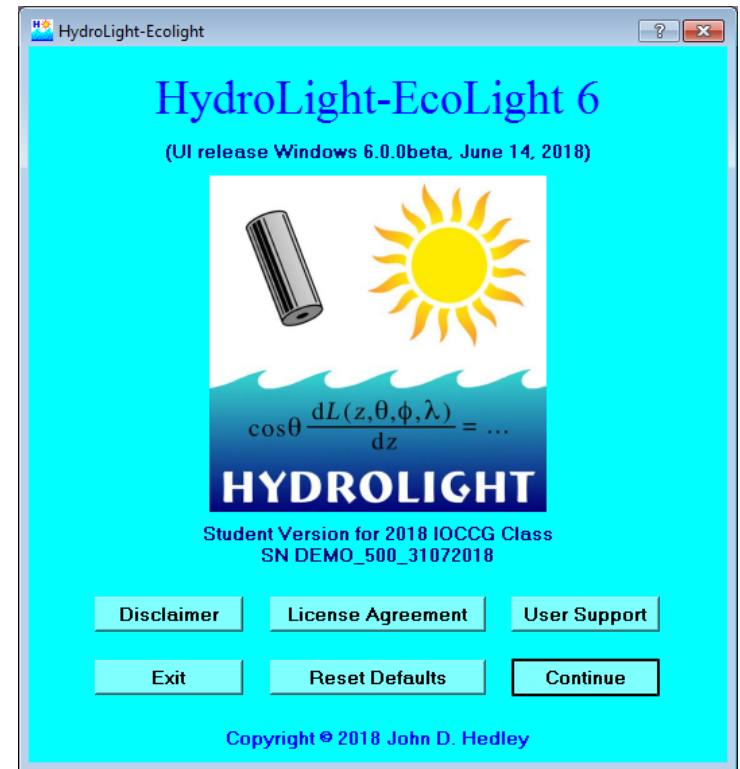 HydroLight-Ecolight
HydroLight-EcoLight 6
(UI release Windows 6.0.0beta, June 14, 2018)
cosθ dL(z,θ,ϕ,λ)/dz = ...
HYDROLIGHT
Student Version for 2018 IOCCG Class
SN DEMO_500_31072018
Disclaimer License Agreement User Support
Exit Reset Defaults Continue
Copyright © 2018 John D. Hedley